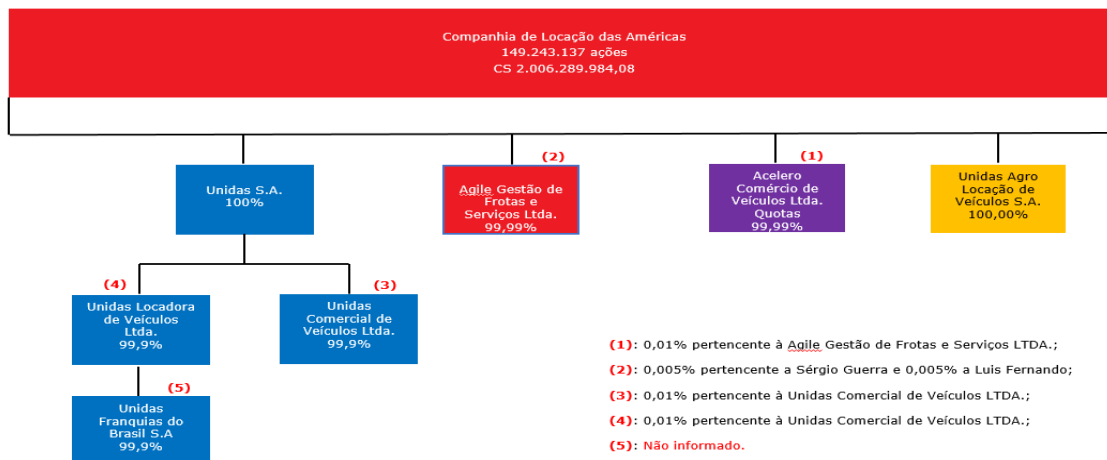 Companhia de Locação das Américas
149.243.137 ações
CS 2.006.289.984,08
Unidas S.A.
100%
(2)
Agile Gestão de
Frotas e
Serviços Ltda.
99,99%
(1)
Acelero
Comércio de
Veículos Ltda.
Quotas
99,99%
Unidas Agro
Locação de
Veículos S.A.
100,00%
(4)
Unidas Locadora
de Veículos
Ltda.
99,9%
(3)
Unidas
Comercial de
Veículos Ltda.
99,9%
(5)
Unidas
Franquias do
Brasil S.A
99,9%
(1): 0,01% pertencente à Agile Gestão de Frotas e Serviços LTDA.;
(2): 0,005% pertencente a Sérgio Guerra e 0,005% a Luis Fernando;
(3): 0,01% pertencente à Unidas Comercial de Veículos LTDA.;
(4): 0,01% pertencente à Unidas Comercial de Veículos LTDA.;
(5): Não informado.